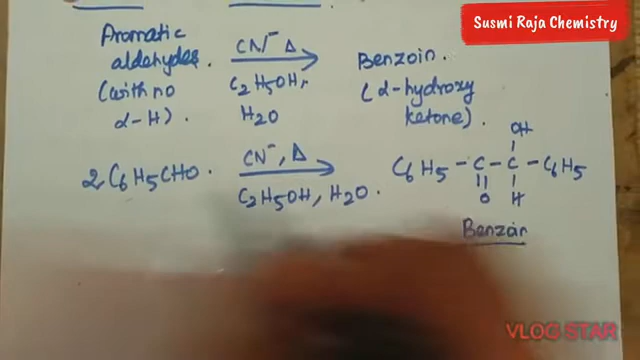 Susmi Raja Chemistry
Aromatic
aldehydes.
(with no
α-H).
CN⁻ Δ
C2H5OH,
H2O
Benzoin.
(α-hydroxy
ketone).
2C6H5CHO.
CN⁻, Δ
C2H5OH, H2O.
OH
C6H5 - C - C - C6H5
O H
Benzoin
VLOG STAR